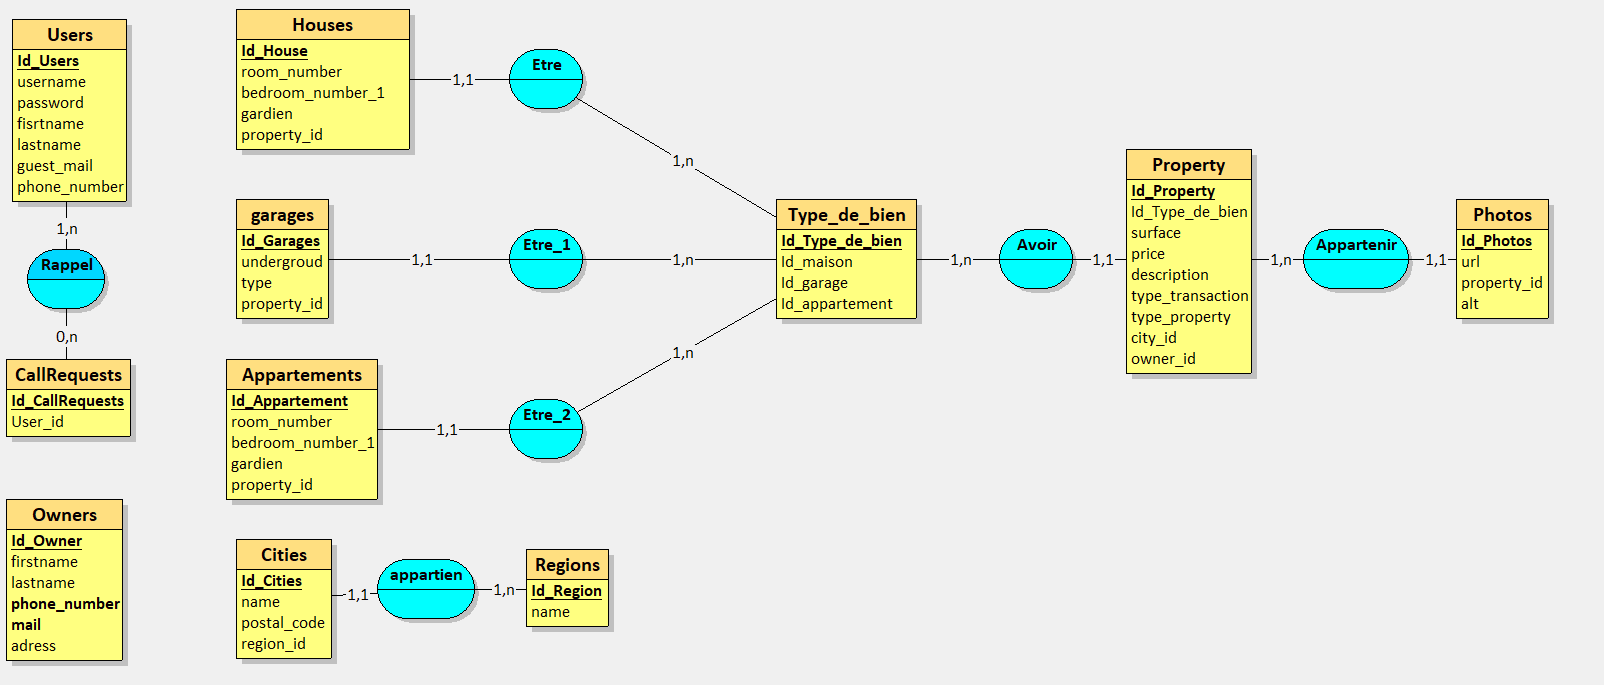 Users
Id_Users
username
password
fisrtname
lastname
guest_mail
phone_number
1,n
Rappel
0,n
CallRequests
Id_CallRequests
User_id
Owners
Id_Owner
firstname
lastname
phone_number
mail
adress
Houses
Id_House
room_number
bedroom_number_1
gardien
property_id
1,1
Etre
1,n
garages
Id_Garages
undergroud
type
property_id
1,1
Etre_1
1,n
Appartements
Id_Appartement
room_number
bedroom_number_1
gardien
property_id
1,1
Etre_2
1,n
Cities
Id_Cities
name
postal_code
region_id
1,1
appartien
1,n
Regions
Id_Region
name
Type_de_bien
Id_Type_de_bien
Id_maison
Id_garage
Id_appartement
1,n
Avoir
1,1
Property
Id_Property
Id_Type_de_bien
surface
price
description
type_transaction
type_property
city_id
owner_id
1,n
Appartenir
1,1
Photos
Id_Photos
url
property_id
alt